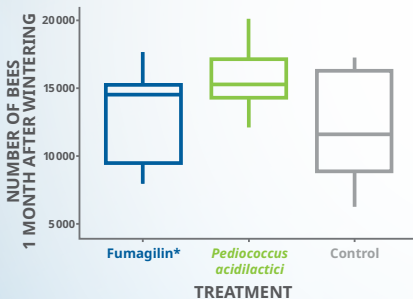 NUMBER OF BEES
1 MONTH AFTER WINTERING
20000
15000
10000
5000
Fumagilin*
Pediococcus
acidilactici
Control
TREATMENT